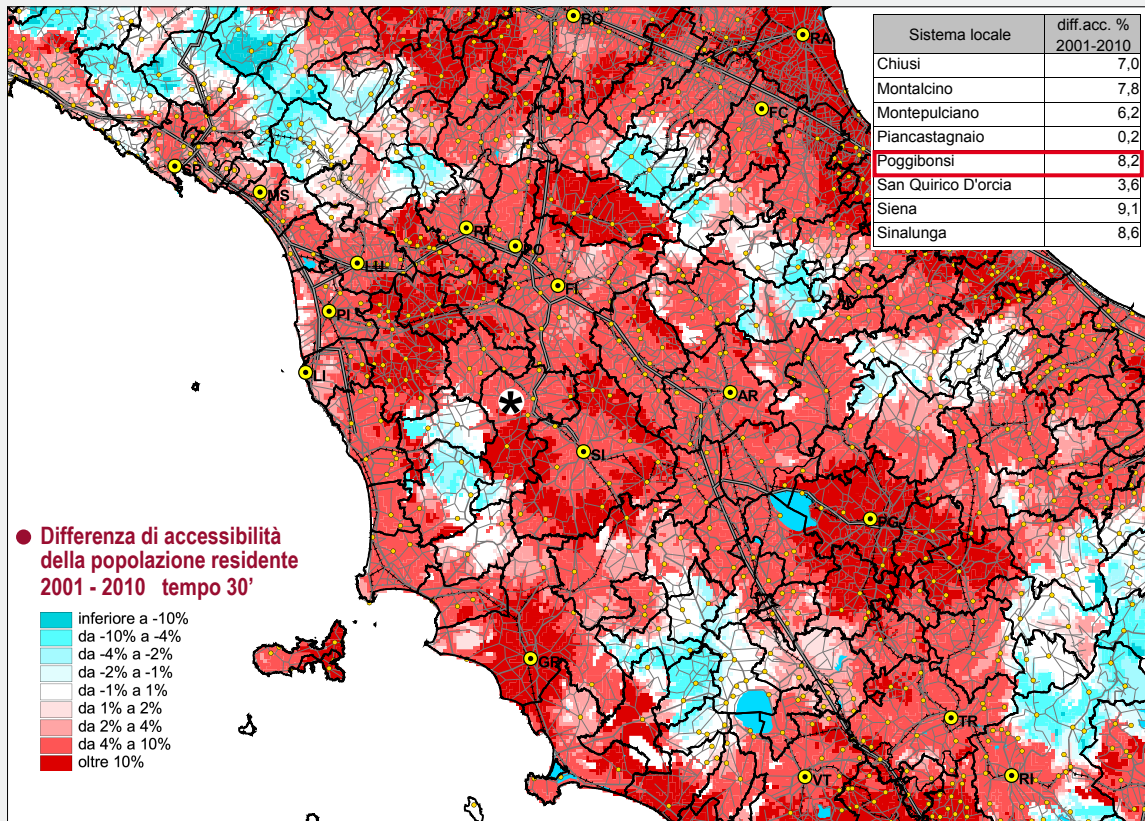 Sistema locale diff.acc. % 2001-2010
Chiusi 7,0
Montalcino 7,8
Montepulciano 6,2
Piancastagnaio 0,2
Poggibonsi 8,2
San Quirico D'orcia 3,6
Siena 9,1
Sinalunga 8,6
BO
RA
FC
SP
MS
PT
PO
LU
FI
PI
LI
AR
*
SI
PG
GR
TR
VT
RI
● Differenza di accessibilità
della popolazione residente
2001 - 2010 tempo 30’
inferiore a -10%
da -10% a -4%
da -4% a -2%
da -2% a -1%
da -1% a 1%
da 1% a 2%
da 2% a 4%
da 4% a 10%
oltre 10%